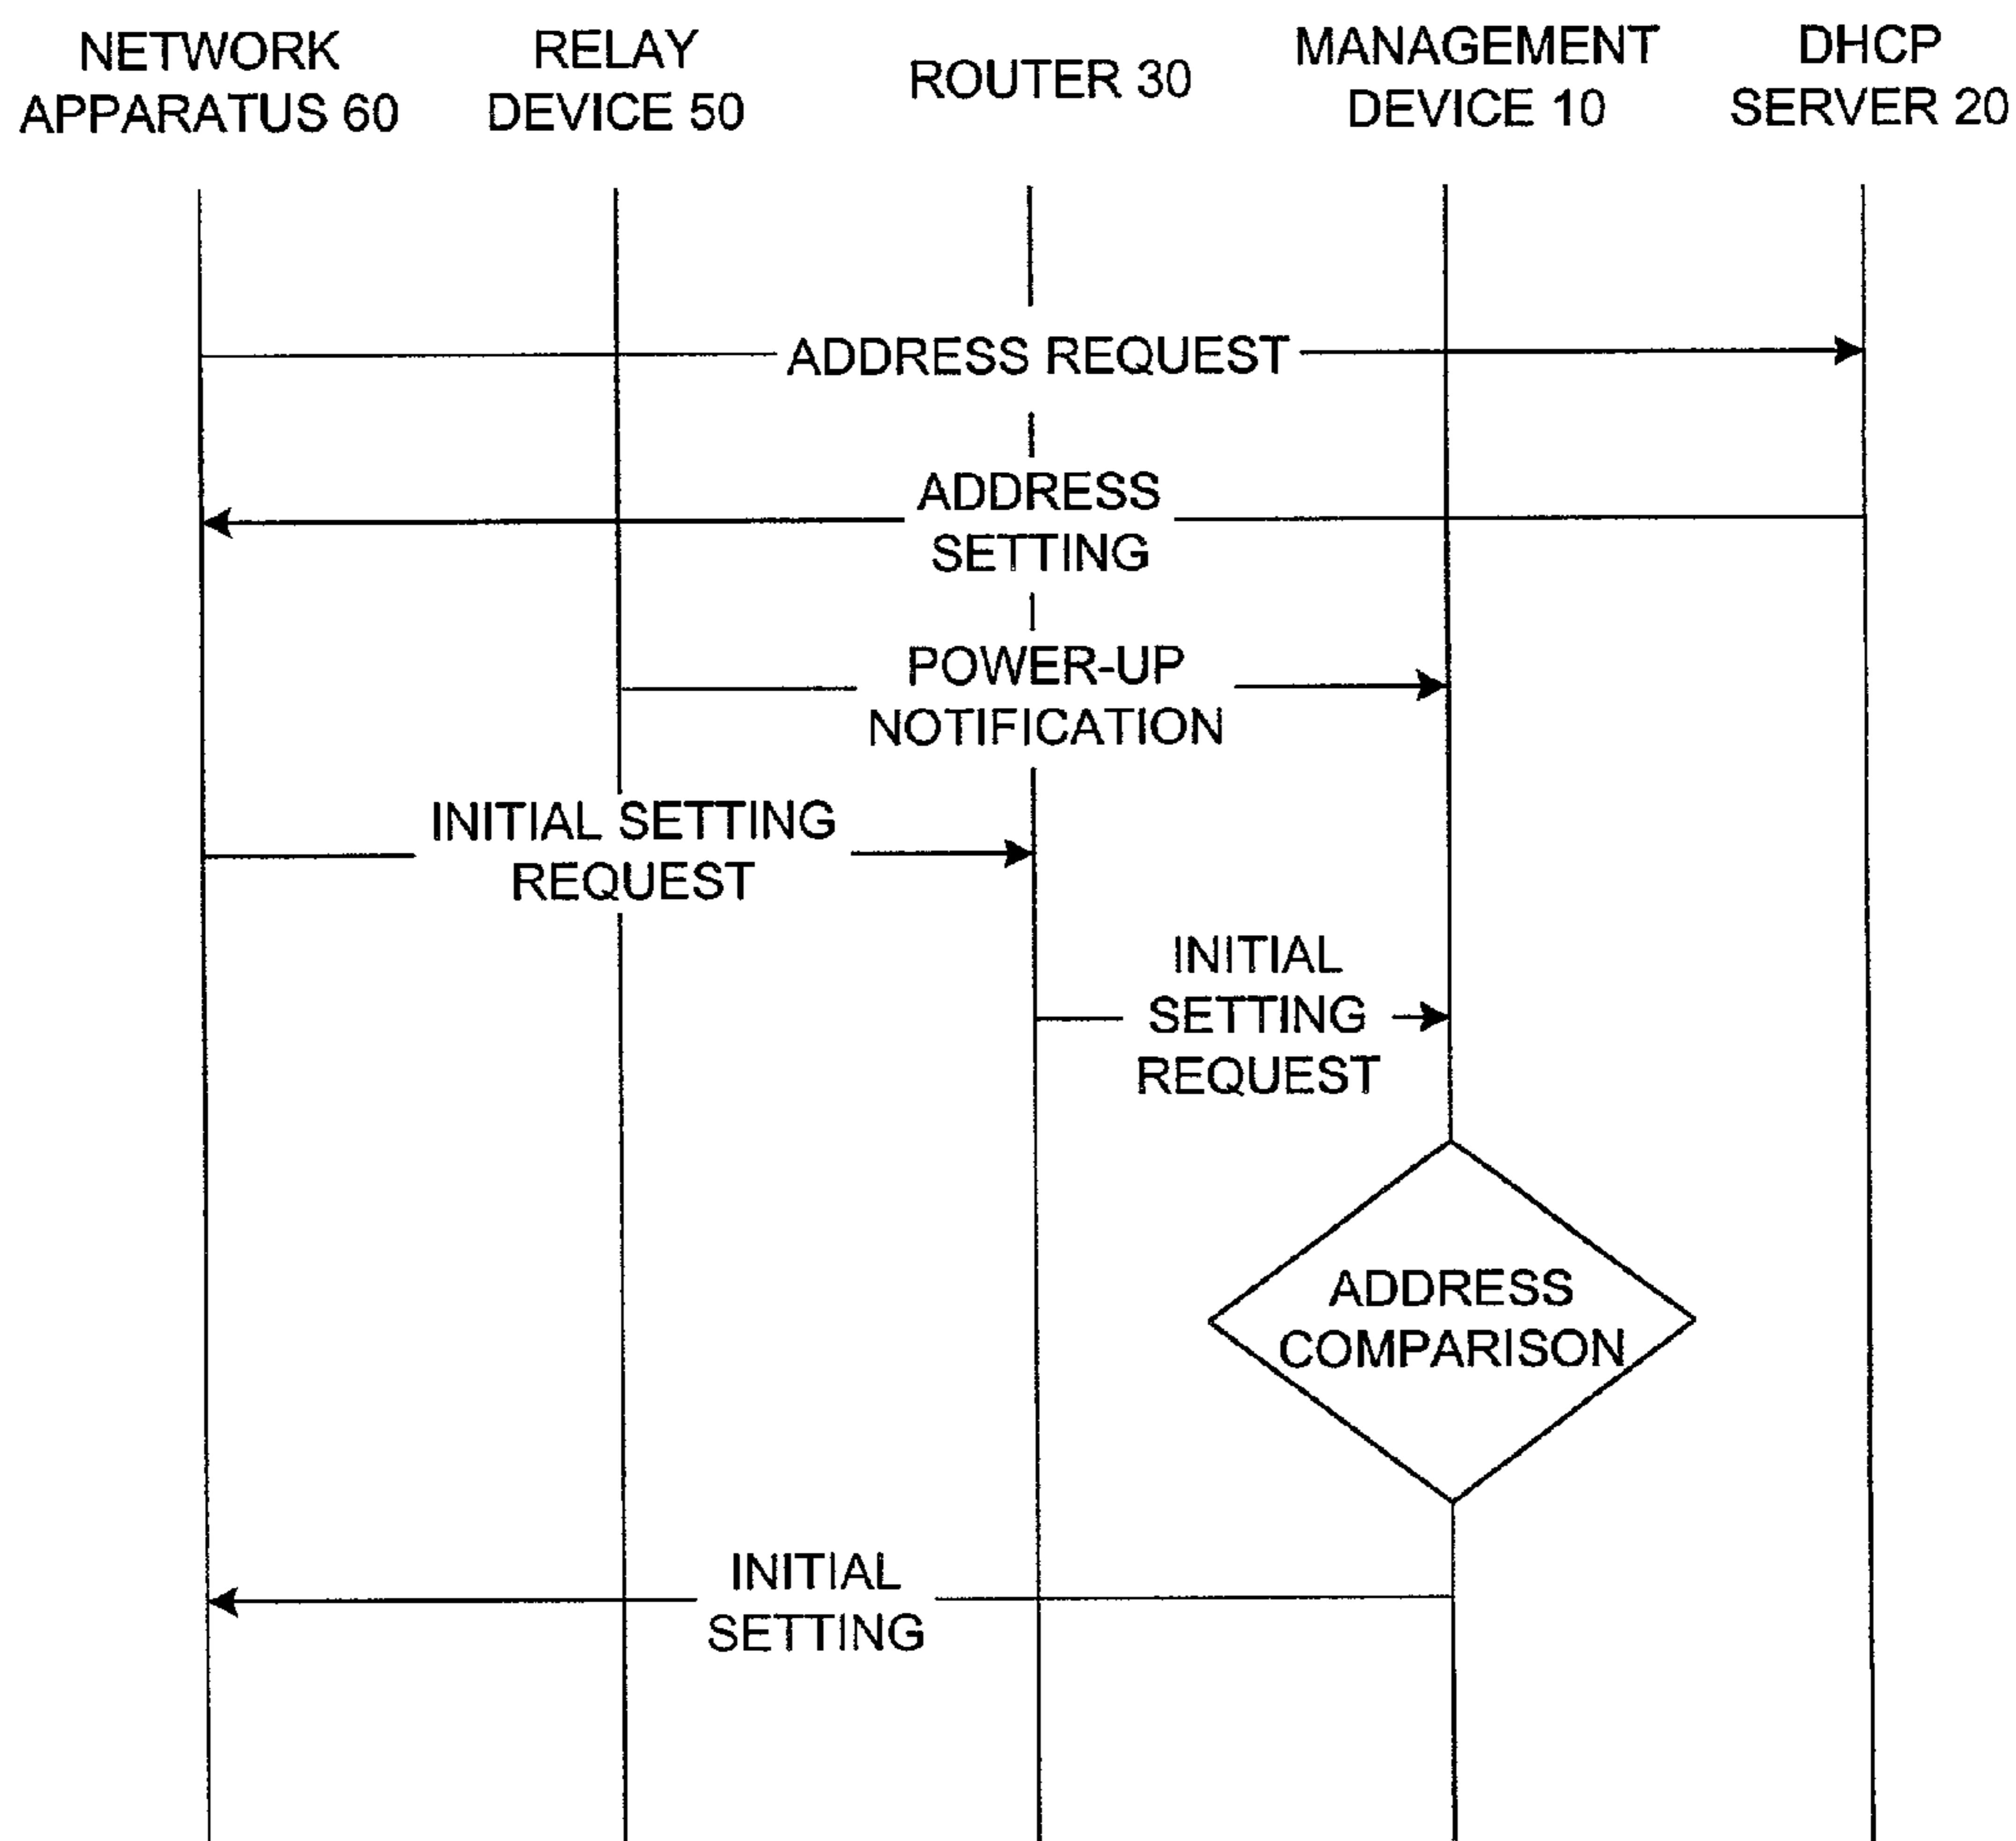 NETWORK
APPARATUS 60
RELAY
DEVICE 50
ROUTER 30
MANAGEMENT
DEVICE 10
DHCP
SERVER 20
ADDRESS REQUEST
ADDRESS
SETTING
POWER-UP
NOTIFICATION
INITIAL SETTING
REQUEST
INITIAL
SETTING
REQUEST
ADDRESS
COMPARISON
INITIAL
SETTING